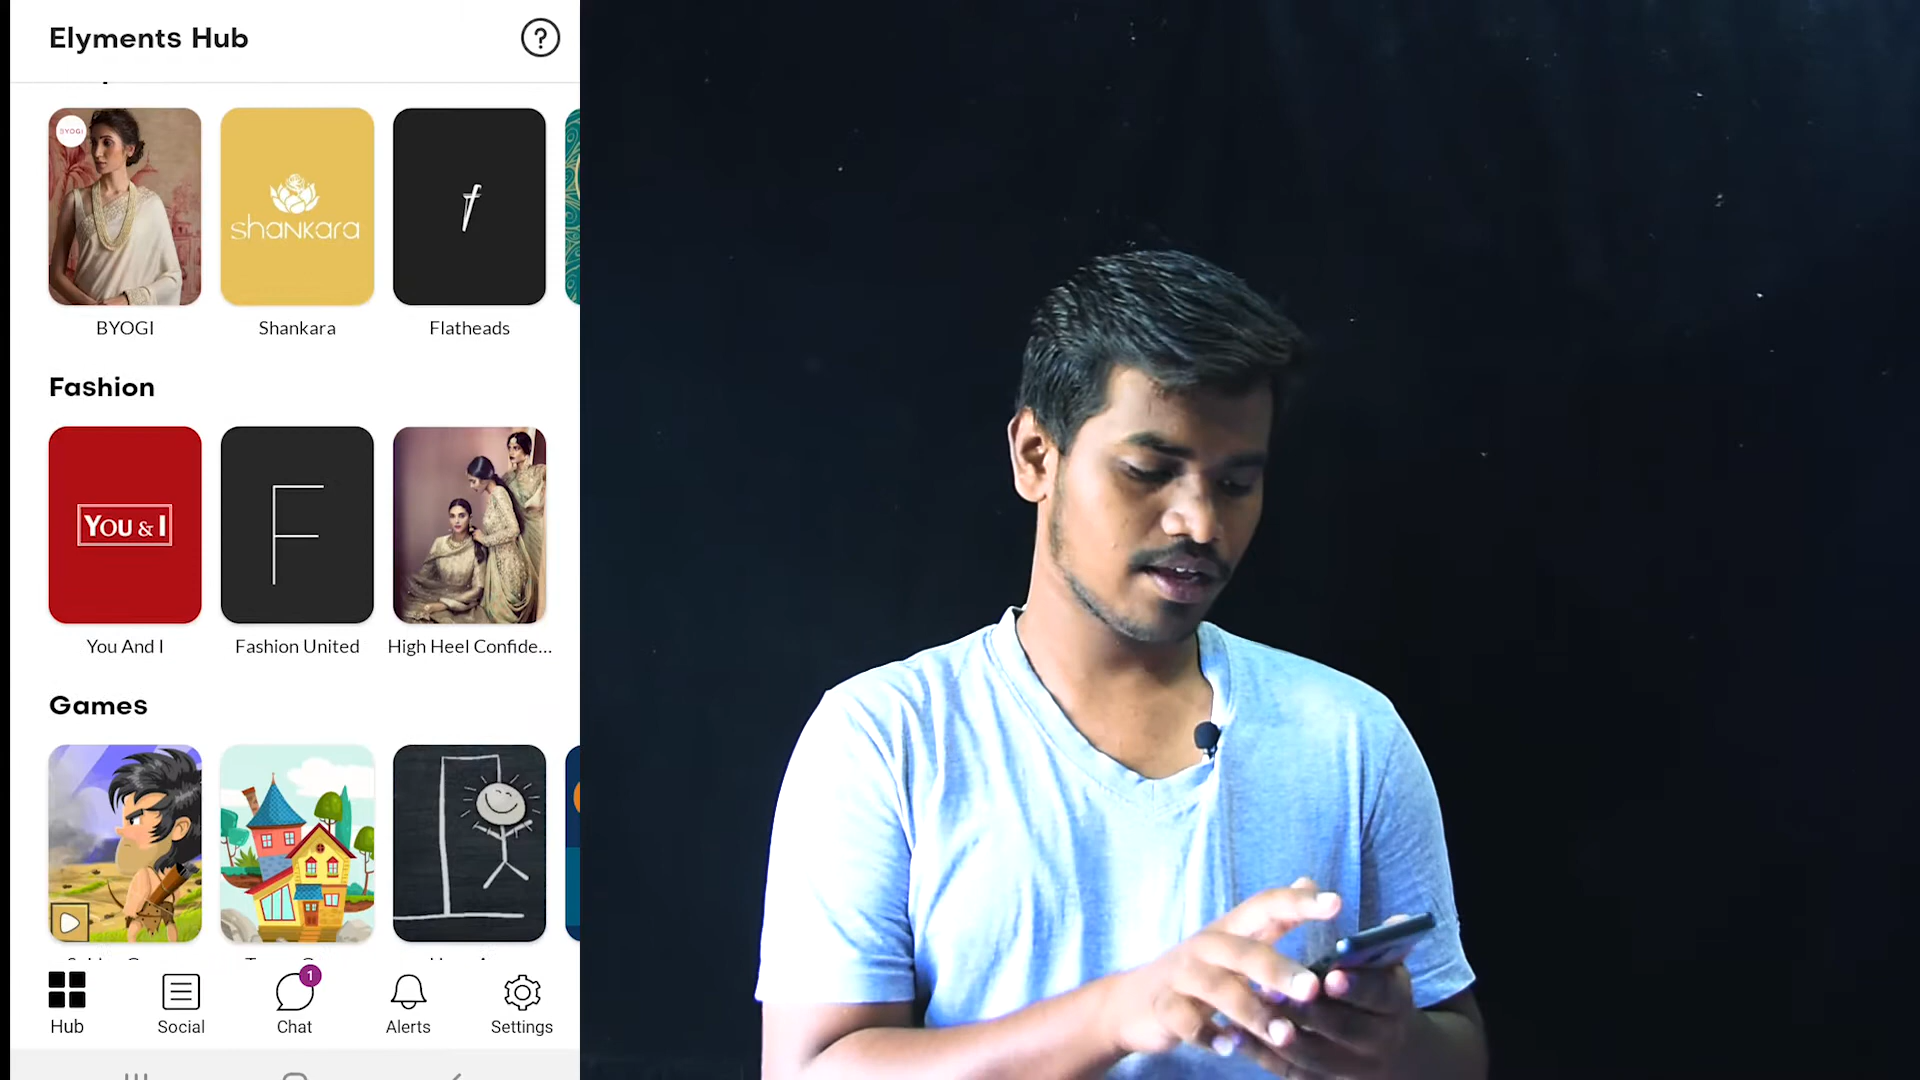 Elyments Hub
?
BYOGI
shankara
f
BYOGI
Shankara
Flatheads
Fashion
YOU & I
F
You And I
Fashion United
High Heel Confide...
Games
1
Hub
Social
Chat
Alerts
Settings